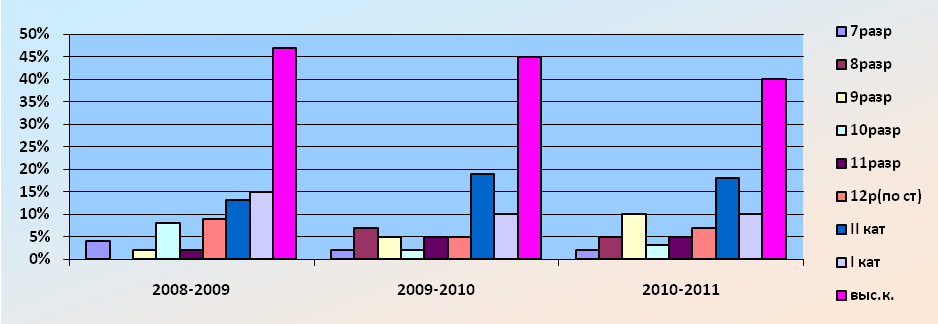 50%
45%
40%
35%
30%
25%
20%
15%
10%
5%
0%
2008-2009
2009-2010
2010-2011
7разр
8разр
9разр
10разр
11разр
12р(по ст)
II кат
I кат
выс.к.